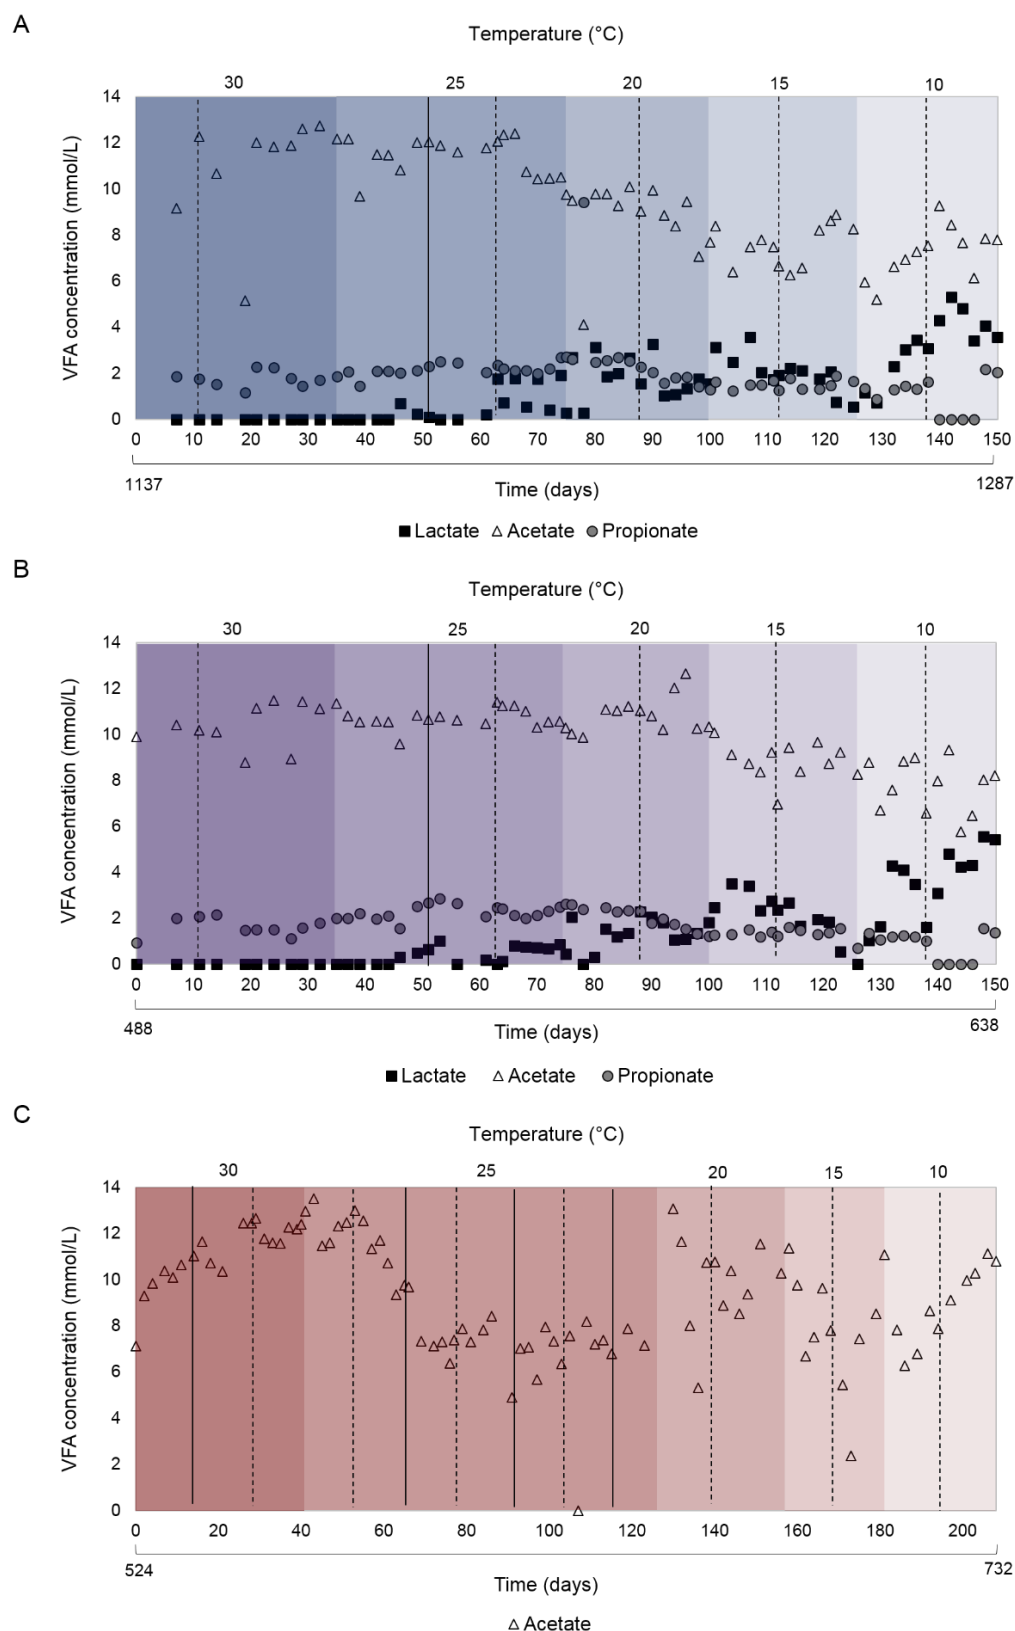 A
Temperature (°C)
30 25 20 15 10
14
12
10
8
6
4
2
0
VFA concentration (mmol/L)
0 10 20 30 40 50 60 70 80 90 100 110 120 130 140 150
1137 1287
Time (days)
Lactate Acetate Propionate
B
Temperature (°C)
30 25 20 15 10
14
12
10
8
6
4
2
0
VFA concentration (mmol/L)
0 10 20 30 40 50 60 70 80 90 100 110 120 130 140 150
488 638
Time (days)
Lactate Acetate Propionate
C
Temperature (°C)
30 25 20 15 10
14
12
10
8
6
4
2
0
VFA concentration (mmol/L)
0 20 40 60 80 100 120 140 160 180 200
524 732
Time (days)
Acetate